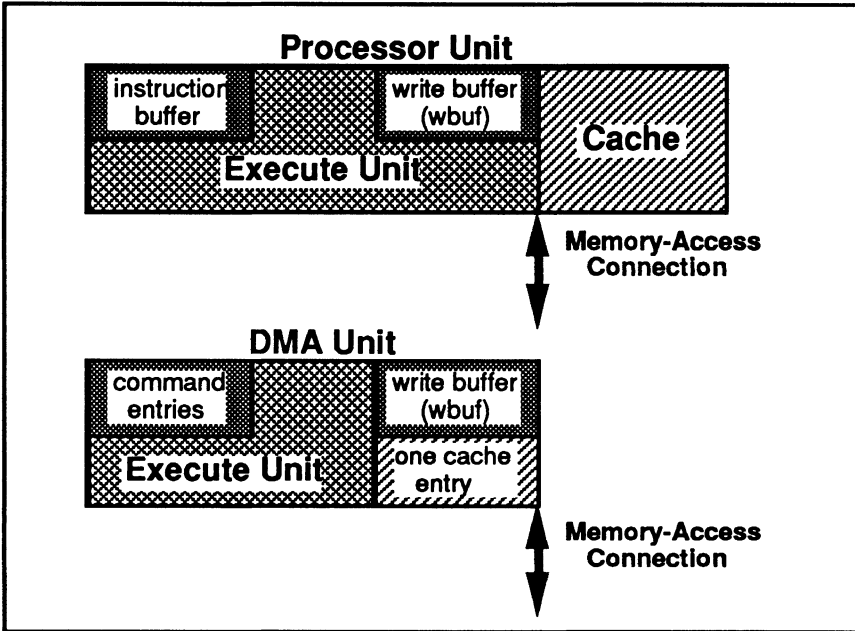 Processor Unit
instruction
buffer
write buffer
(wbuf)
Cache
Execute Unit
Memory-Access
Connection
DMA Unit
command
entries
write buffer
(wbuf)
Execute Unit
one cache
entry
Memory-Access
Connection